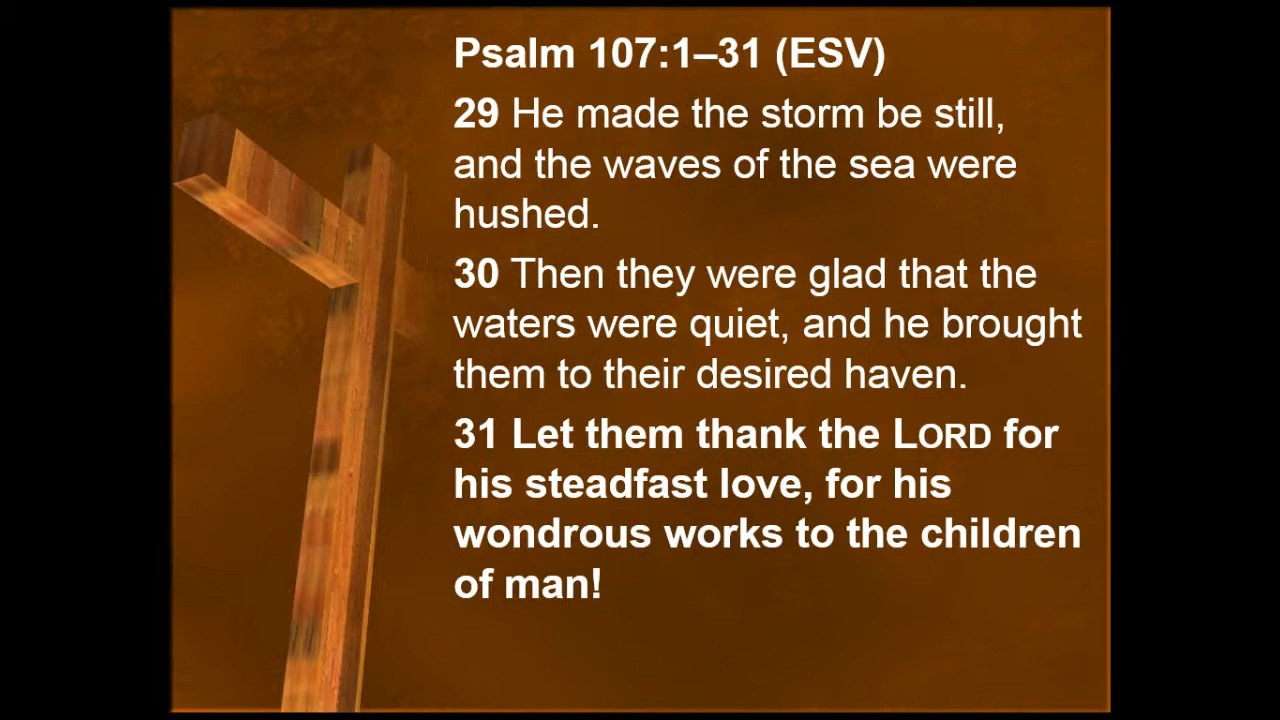 Psalm 107:1–31 (ESV)
29 He made the storm be still,
and the waves of the sea were
hushed.
30 Then they were glad that the
waters were quiet, and he brought
them to their desired haven.
31 Let them thank the LORD for
his steadfast love, for his
wondrous works to the children
of man!